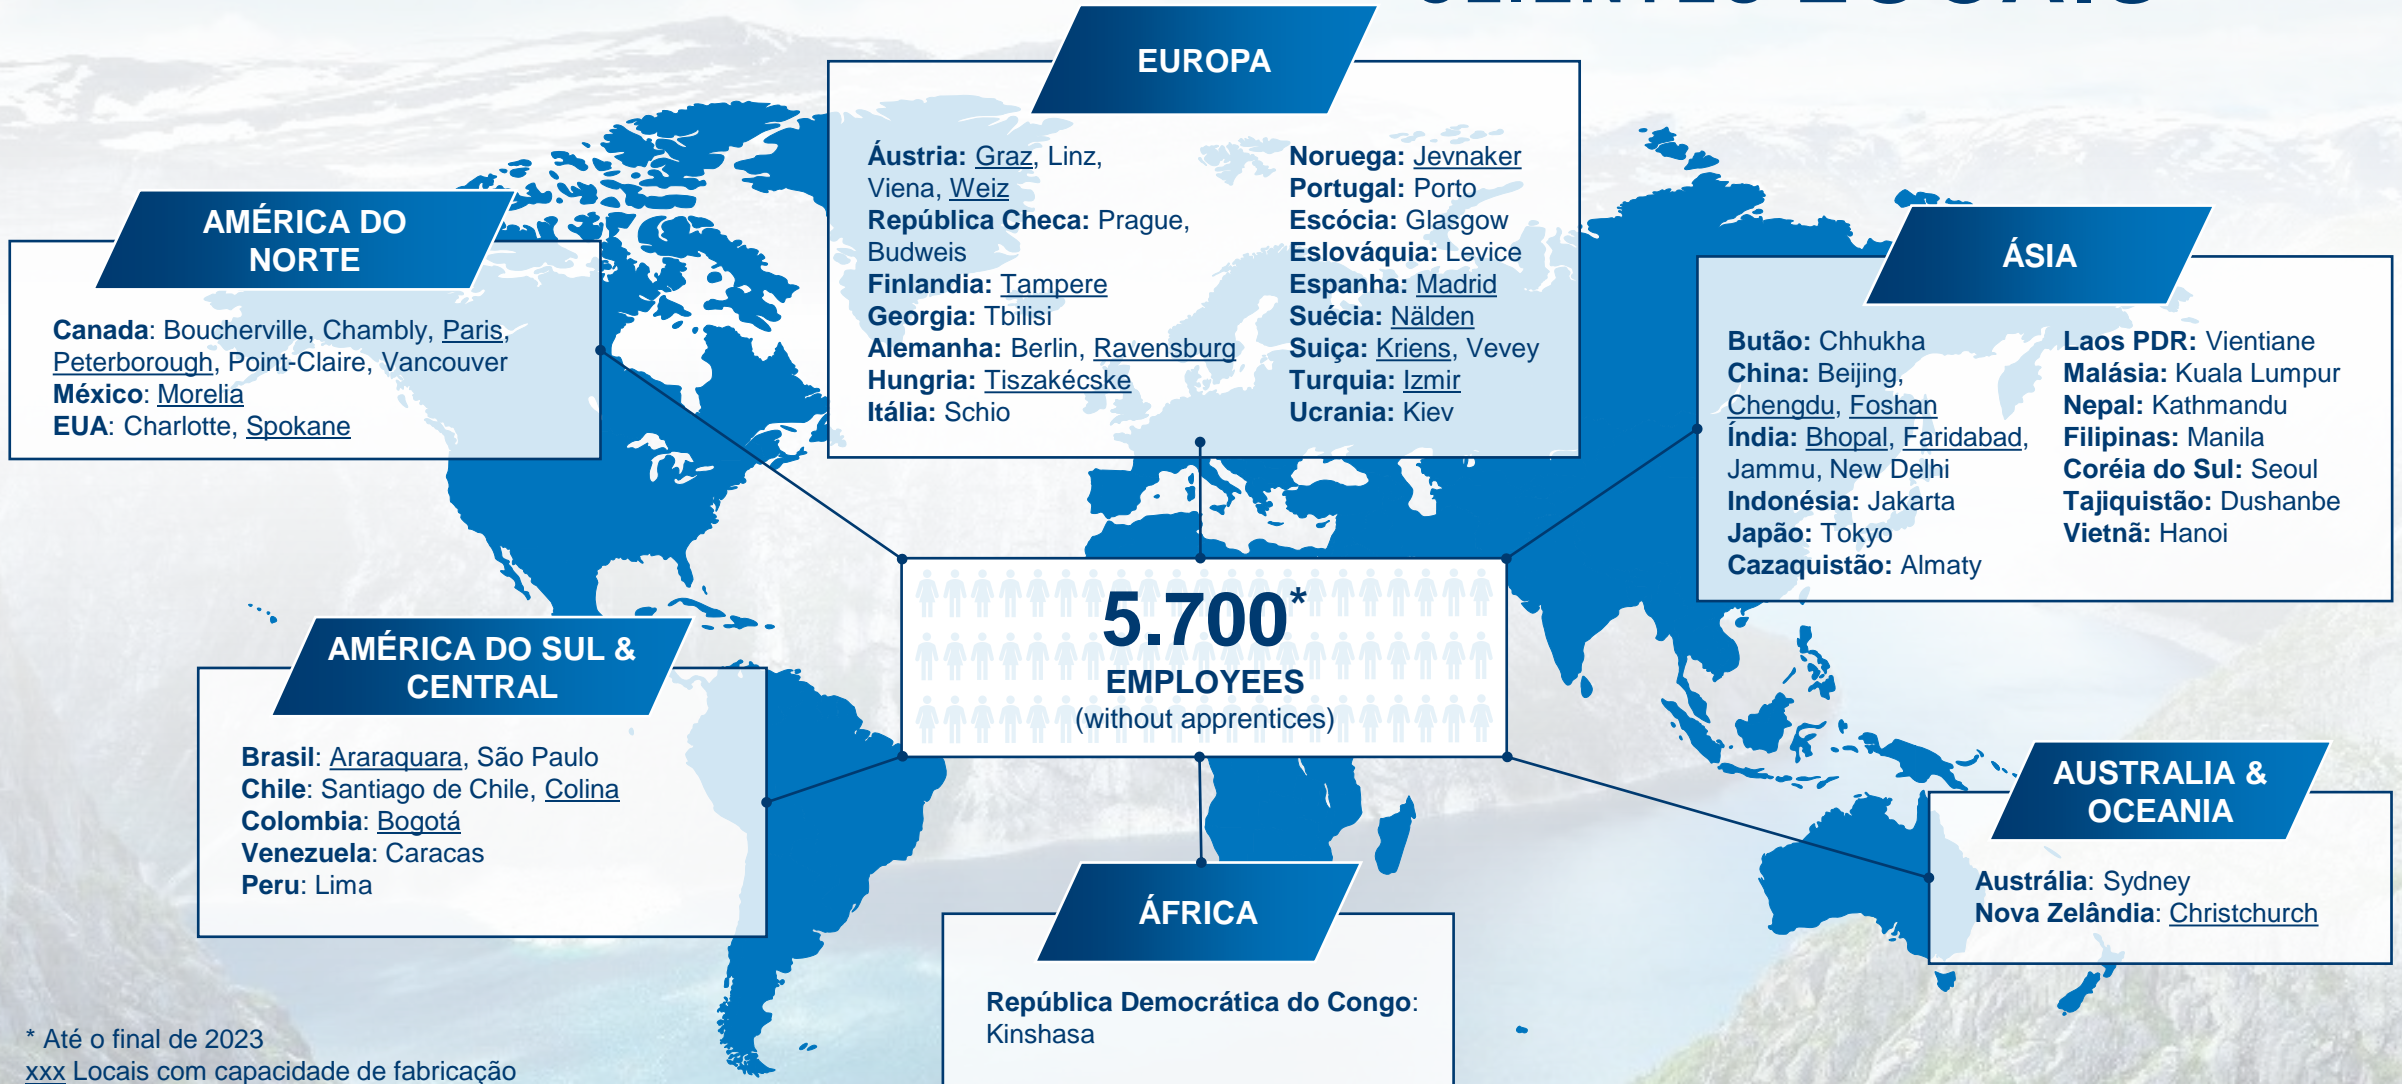 CLIENTES LOCAIS
EUROPA
Áustria: Graz, Linz,
Viena, Weiz
República Checa: Prague,
Budweis
Finlandia: Tampere
Georgia: Tbilisi
Alemanha: Berlin, Ravensburg
Hungria: Tiszakécske
Itália: Schio
Noruega: Jevnaker
Portugal: Porto
Escócia: Glasgow
Eslováquia: Levice
Espanha: Madrid
Suécia: Nälden
Suiça: Kriens, Vevey
Turquia: Izmir
Ucrania: Kiev
AMÉRICA DO
NORTE
Canada: Boucherville, Chambly, Paris,
Peterborough, Point-Claire, Vancouver
México: Morelia
EUA: Charlotte, Spokane
ÁSIA
Butão: Chhukha
China: Beijing,
Chengdu, Foshan
Índia: Bhopal, Faridabad,
Jammu, New Delhi
Indonésia: Jakarta
Japão: Tokyo
Cazaquistão: Almaty
Laos PDR: Vientiane
Malásia: Kuala Lumpur
Nepal: Kathmandu
Filipinas: Manila
Coréia do Sul: Seoul
Tajiquistão: Dushanbe
Vietnã: Hanoi
5.700*
EMPLOYEES
(without apprentices)
AMÉRICA DO SUL &
CENTRAL
Brasil: Araraquara, São Paulo
Chile: Santiago de Chile, Colina
Colombia: Bogotá
Venezuela: Caracas
Peru: Lima
AUSTRALIA &
OCEANIA
Austrália: Sydney
Nova Zelândia: Christchurch
ÁFRICA
República Democrática do Congo:
Kinshasa
* Até o final de 2023
xxx Locais com capacidade de fabricação